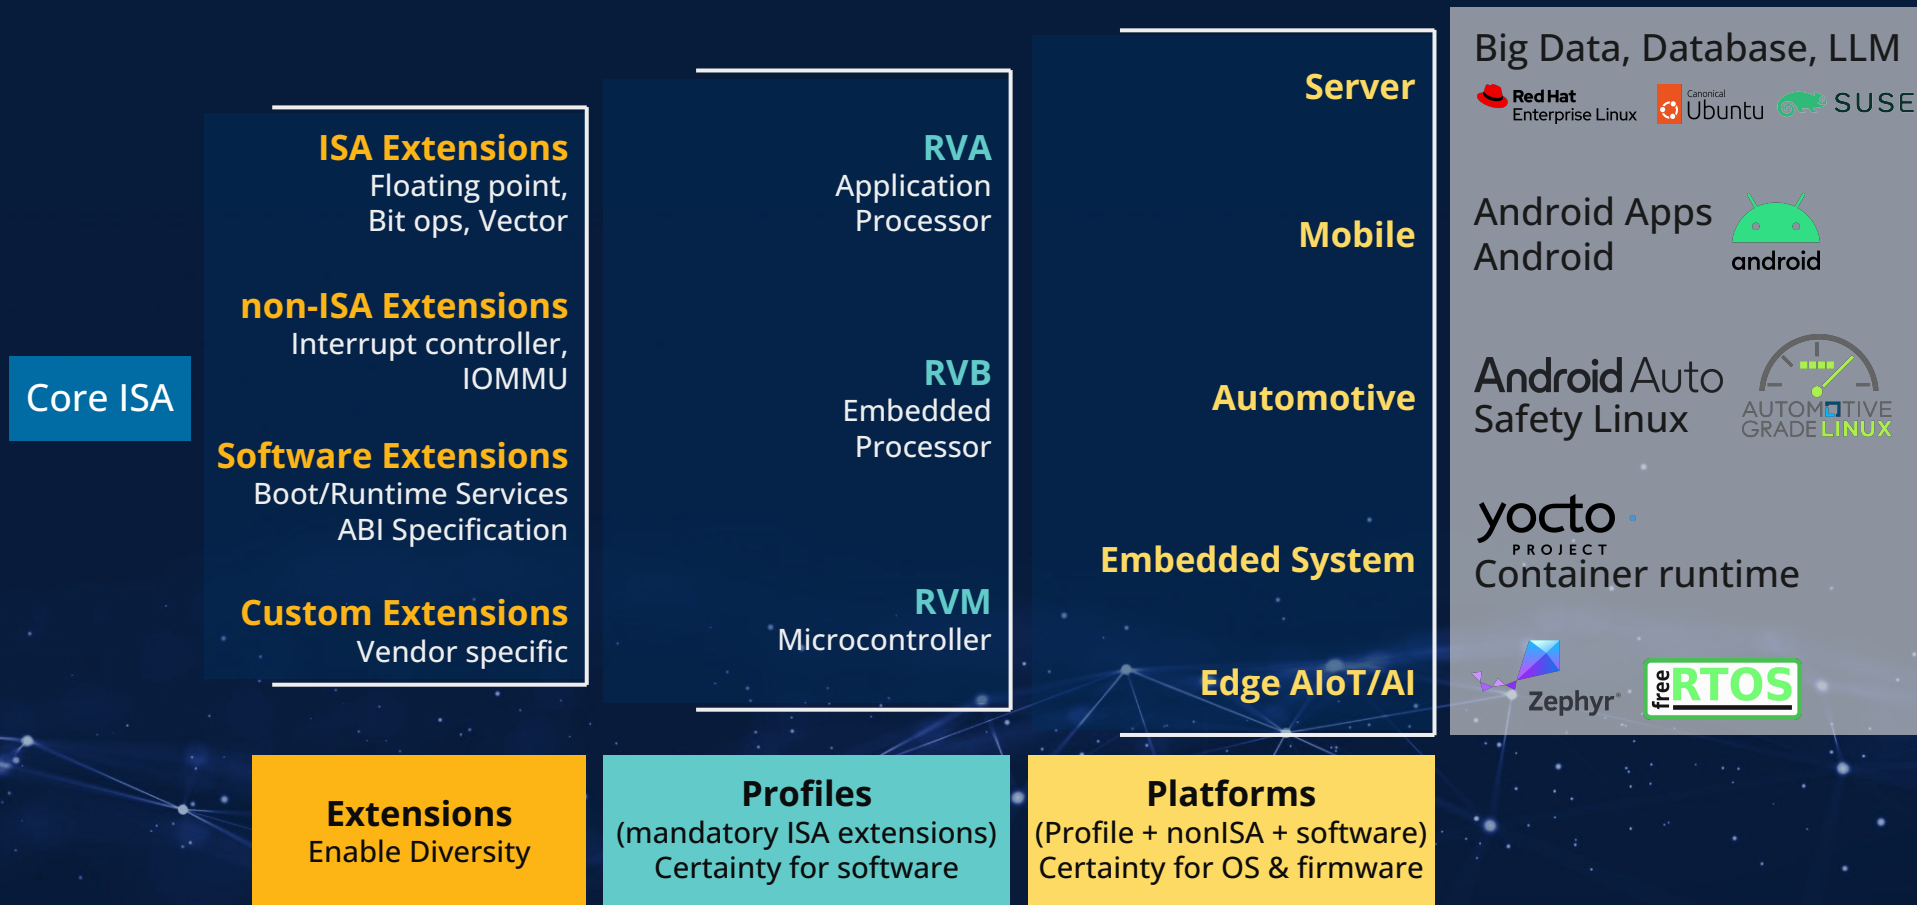 Core ISA
ISA Extensions
Floating point,
Bit ops, Vector
non-ISA Extensions
Interrupt controller,
IOMMU
Software Extensions
Boot/Runtime Services
ABI Specification
Custom Extensions
Vendor specific
Extensions
Enable Diversity
RVA
Application
Processor
RVB
Embedded
Processor
RVM
Microcontroller
Profiles
(mandatory ISA extensions)
Certainty for software
Server
Mobile
Automotive
Embedded System
Edge AIoT/AI
Platforms
(Profile + nonISA + software)
Certainty for OS & firmware
Big Data, Database, LLM
Red Hat
Enterprise Linux
Canonical
Ubuntu
SUSE
Android Apps
Android
android
Android Auto
Safety Linux
AUTOMOTIVE
GRADE LINUX
yocto
PROJECT
Container runtime
Zephyr
free
RTOS